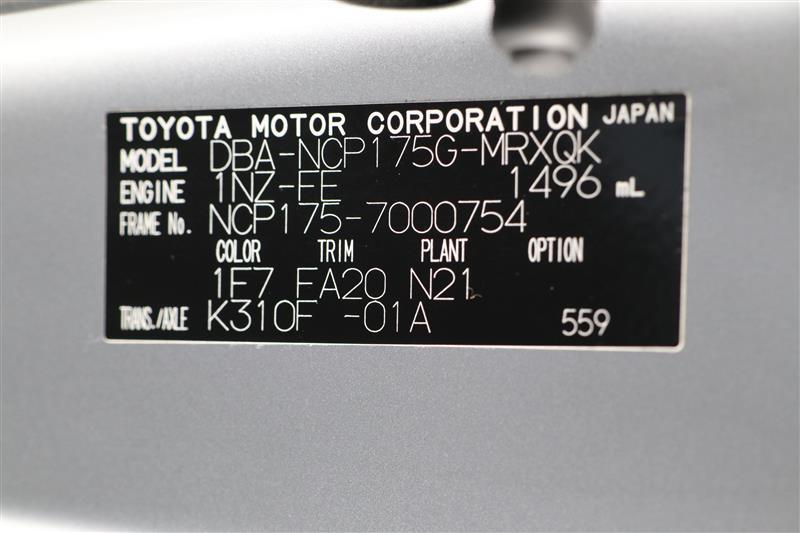 TOYOTA MOTOR CORPORATION JAPAN
MODEL DBA-NCP175G-MRXQK
ENGINE 1NZ-FE 1496 mL
FRAME No. NCP175-7000754
COLOR TRIM PLANT OPTION
1F7 FA20 N21
TRANS./AXLE K310F -01A 559